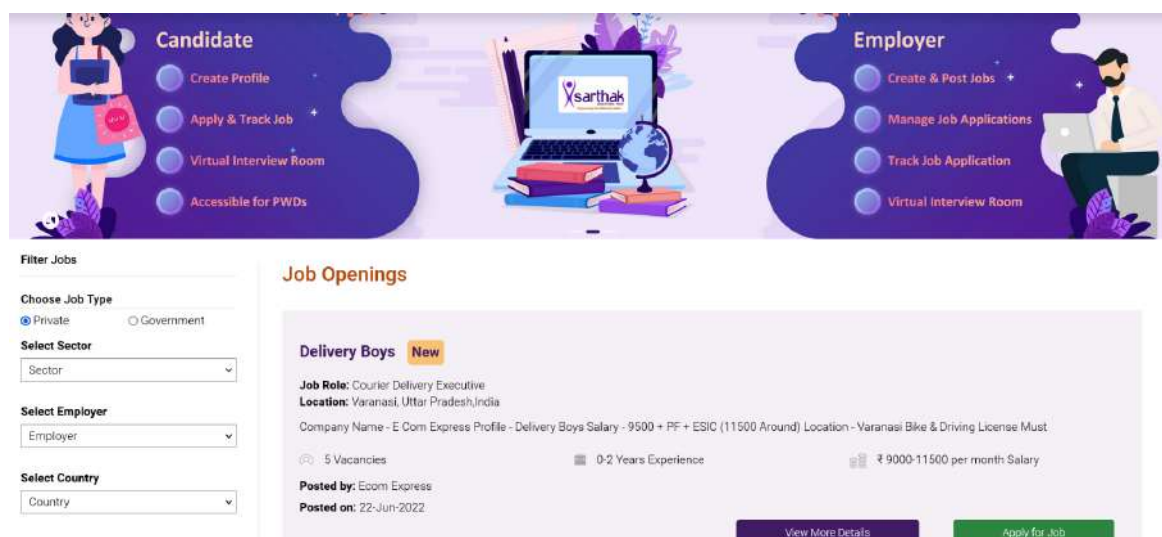 Candidate
Create Profile
Apply & Track Job
Virtual Interview Room
Accessible for PWDs
sarthak
Employer
Create & Post Jobs
Manage Job Applications
Track Job Application
Virtual Interview Room
Filter Jobs
Choose Job Type
Private Government
Select Sector
Sector
Select Employer
Employer
Select Country
Country
Job Openings
Delivery Boys New
Job Role: Courier Delivery Executive
Location: Varanasi, Uttar Pradesh,India
Company Name - E Com Express Profile - Delivery Boys Salary - 9500 + PF + ESIC (11500 Around) Location - Varanasi Bike & Driving License Must
5 Vacancies 0-2 Years Experience ₹ 9000-11500 per month Salary
Posted by: Ecom Express
Posted on: 22-Jun-2022
View More Details Apply for Job